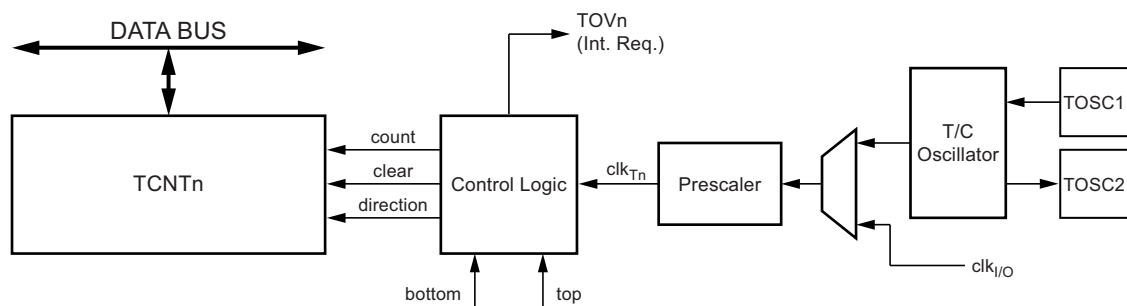 DATA BUS
TOVn
(Int. Req.)
TCNTn
count
clear
direction
Control Logic
clkTn
Prescaler
T/C
Oscillator
TOSC1
TOSC2
clkI/O
bottom
top